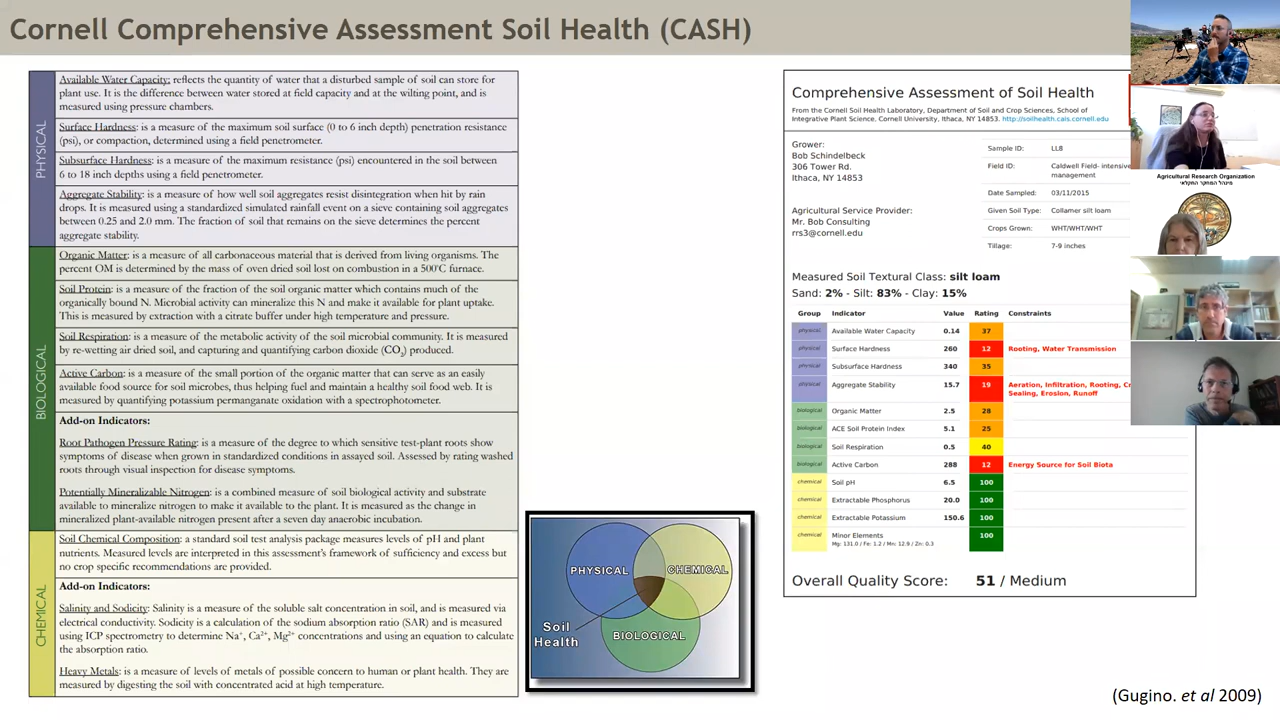 Cornell Comprehensive Assessment Soil Health (CASH)
PHYSICAL
Available Water Capacity: reflects the quantity of water that a disturbed sample of soil can store for
plant use. It is the difference between water stored at field capacity and at the wilting point, and is
measured using pressure chambers.
Surface Hardness: is a measure of the maximum soil surface (0 to 6 inch depth) penetration resistance
(psi), or compaction, determined using a field penetrometer.
Subsurface Hardness: is a measure of the maximum resistance (psi) encountered in the soil between
6 to 18 inch depths using a field penetrometer.
Aggregate Stability: is a measure of how well soil aggregates resist disintegration when hit by rain
drops. It is measured using a standardized simulated rainfall event on a sieve containing soil aggregates
between 0.25 and 2.0 mm. The fraction of soil that remains on the sieve determines the percent
aggregate stability.
BIOLOGICAL
Organic Matter: is a measure of all carbonaceous material that is derived from living organisms. The
percent OM is determined by the mass of oven dried soil lost on combustion in a 500°C furnace.
Soil Protein: is a measure of the fraction of the soil organic matter which contains much of the
organically bound N. Microbial activity can mineralize this N and make it available for plant uptake.
This is measured by extraction with a citrate buffer under high temperature and pressure.
Soil Respiration: is a measure of the metabolic activity of the soil microbial community. It is measured
by re-wetting air dried soil, and capturing and quantifying carbon dioxide (CO₂) produced.
Active Carbon: is a measure of the small portion of the organic matter that can serve as an easily
available food source for soil microbes, thus helping fuel and maintain a healthy soil food web. It is
measured by quantifying potassium permanganate oxidation with a spectrophotometer.
Add-on Indicators:
Root Pathogen Pressure Rating: is a measure of the degree to which sensitive test-plant roots show
symptoms of disease when grown in standardized conditions in assayed soil. Assessed by rating washed
roots through visual inspection for disease symptoms.
Potentially Mineralizable Nitrogen: is a combined measure of soil biological activity and substrate
available to mineralize nitrogen to make it available to the plant. It is measured as the change in
mineralized plant-available nitrogen present after a seven day anaerobic incubation.
CHEMICAL
Soil Chemical Composition: a standard soil test analysis package measures levels of pH and plant
nutrients. Measured levels are interpreted in this assessment's framework of sufficiency and excess but
no crop specific recommendations are provided.
Add-on Indicators:
Salinity and Sodicity: Salinity is a measure of the soluble salt concentration in soil, and is measured via
electrical conductivity. Sodicity is a calculation of the sodium absorption ratio (SAR) and is measured
using ICP spectrometry to determine Na⁺, Ca²⁺, Mg²⁺ concentrations and using an equation to calculate
the absorption ratio.
Heavy Metals: is a measure of levels of metals of possible concern to human or plant health. They are
measured by digesting the soil with concentrated acid at high temperature.
PHYSICAL
CHEMICAL
BIOLOGICAL
Soil
Health
Comprehensive Assessment of Soil Health
From the Cornell Soil Health Laboratory, Department of Soil and Crop Sciences, School of
Integrative Plant Science, Cornell University, Ithaca, NY 14853. http://soilhealth.cals.cornell.edu
Grower:
Bob Schindelbeck
306 Tower Rd.
Ithaca, NY 14853
Agricultural Service Provider:
Mr. Bob Consulting
rrs3@cornell.edu
Sample ID: LL8
Field ID: Caldwell Field- intensive
management
Date Sampled: 03/11/2015
Given Soil Type: Collamer silt loam
Crops Grown: WHT/WHT/WHT
Tillage: 7-9 inches
Measured Soil Textural Class: silt loam
Sand: 2% - Silt: 83% - Clay: 15%
Group Indicator Value Rating Constraints
physical Available Water Capacity 0.14 37
physical Surface Hardness 260 12 Rooting, Water Transmission
physical Subsurface Hardness 340 35
physical Aggregate Stability 15.7 19 Aeration, Infiltration, Rooting, Cr
Sealing, Erosion, Runoff
biological Organic Matter 2.5 28
biological ACE Soil Protein Index 5.1 25
biological Soil Respiration 0.5 40
biological Active Carbon 288 12 Energy Source for Soil Biota
chemical Soil pH 6.5 100
chemical Extractable Phosphorus 20.0 100
chemical Extractable Potassium 150.6 100
chemical Minor Elements 100
Mg: 131.0 / Fe: 1.2 / Mn: 12.9 / Zn: 0.3
Overall Quality Score: 51 / Medium
Agricultural Research Organization
מינהל המחקר החקלאי
(Gugino. et al 2009)